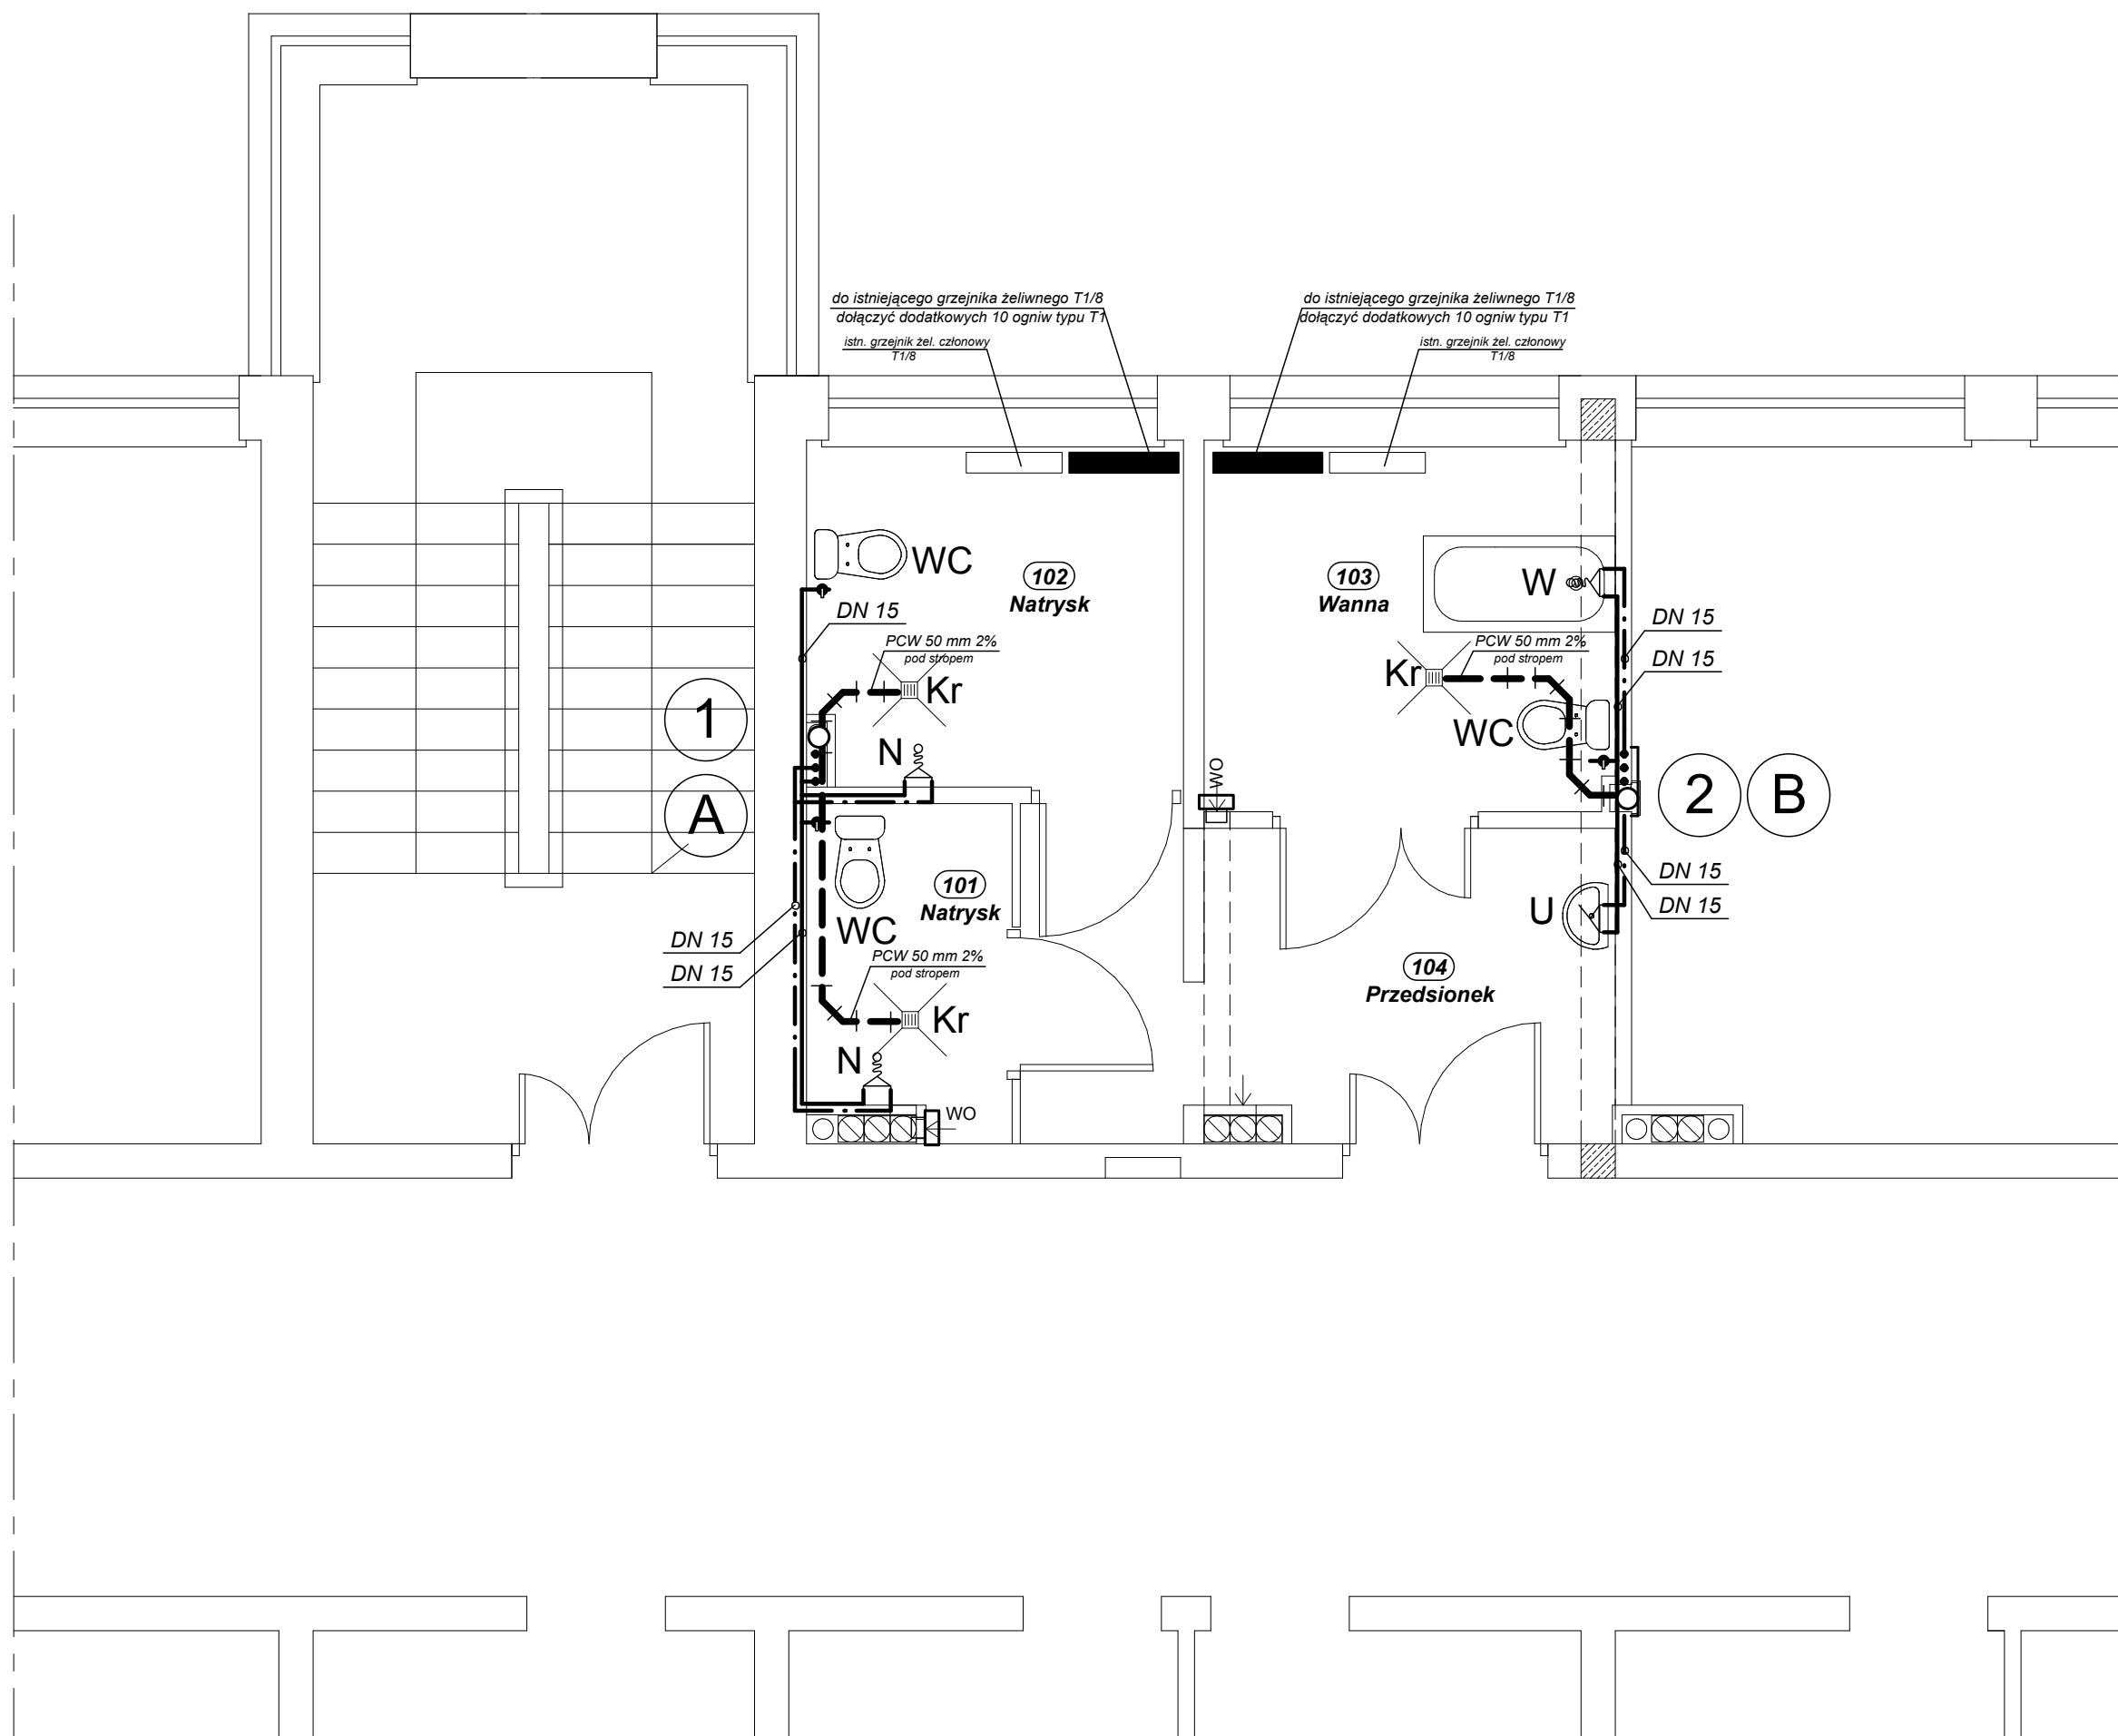 do istniejącego grzejnika żeliwnego T1/8
dołączyć dodatkowych 10 ogniw typu T1
istn. grzejnik żel. członowy
T1/8
do istniejącego grzejnika żeliwnego T1/8
dołączyć dodatkowych 10 ogniw typu T1
istn. grzejnik żel. członowy
T1/8
WC
102
Natrysk
103
Wanna
W
DN 15
DN 15
PCW 50 mm 2%
pod stropem
PCW 50 mm 2%
pod stropem
DN 15
Kr
Kr
1
N
WC
WO
A
2
B
WC
101
Natrysk
DN 15
DN 15
U
DN 15
DN 15
PCW 50 mm 2%
pod stropem
104
Przedsionek
Kr
N
WO